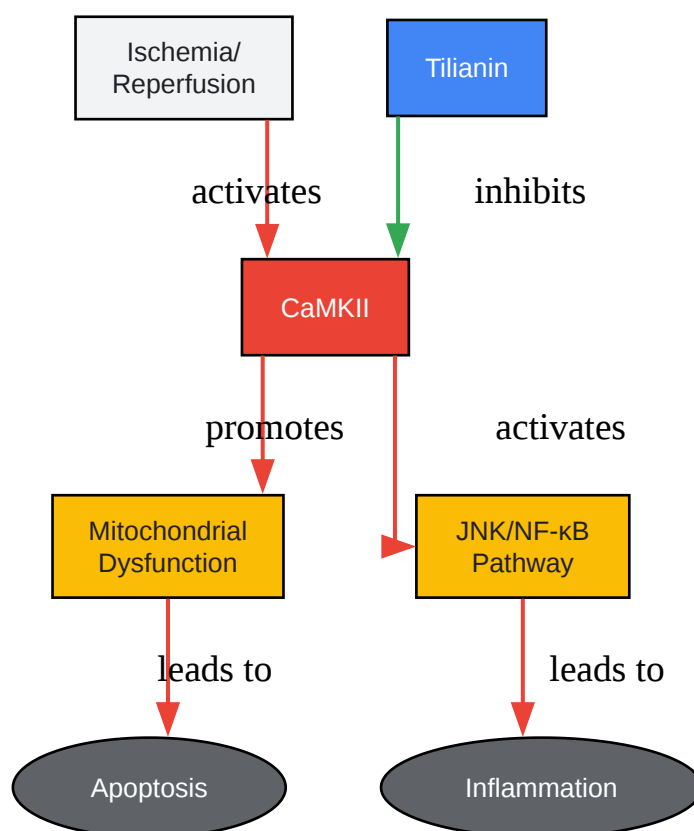 Ischemia/
Reperfusion
Tilianin
activates
inhibits
CaMKII
promotes
activates
Mitochondrial
Dysfunction
JNK/NF-κB
Pathway
leads to
leads to
Apoptosis
Inflammation